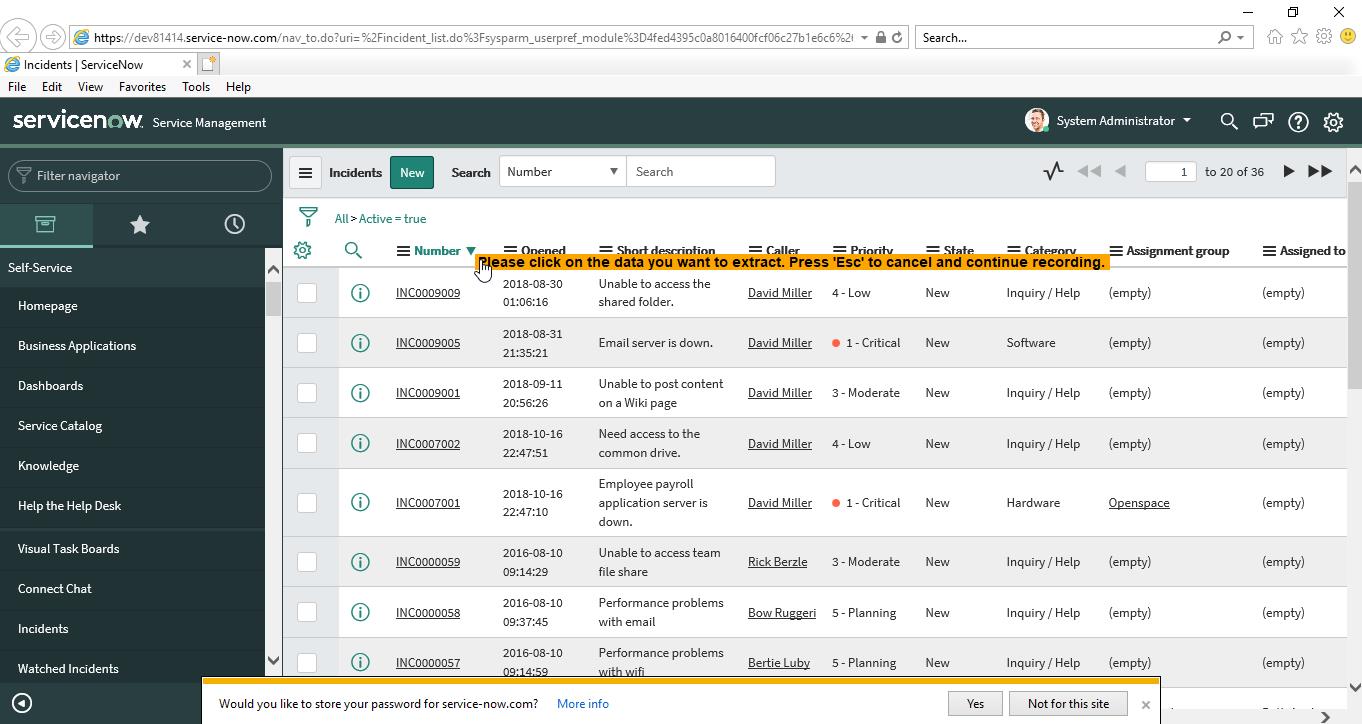 https://dev81414.service-now.com/nav_to.do?uri=%2Fincident_list.do%3Fsysparm_userpref_module%3D4fed4395c0a8016400fcf06c27b1e6c6%2
Search...
Incidents | ServiceNow
File Edit View Favorites Tools Help
servicenow Service Management
System Administrator
Filter navigator
Incidents New Search Number Search
1 to 20 of 36
All > Active = true
Number Opened Short description Caller Priority State Category Assignment group Assigned to
Please click on the data you want to extract. Press 'Esc' to cancel and continue recording.
Self-Service
Homepage
Business Applications
Dashboards
Service Catalog
Knowledge
Help the Help Desk
Visual Task Boards
Connect Chat
Incidents
Watched Incidents
INC0009009 2018-08-30 01:06:16 Unable to access the shared folder. David Miller 4 - Low New Inquiry / Help (empty) (empty)
INC0009005 2018-08-31 21:35:21 Email server is down. David Miller 1 - Critical New Software (empty) (empty)
INC0009001 2018-09-11 20:56:26 Unable to post content on a Wiki page David Miller 3 - Moderate New Inquiry / Help (empty) (empty)
INC0007002 2018-10-16 22:47:51 Need access to the common drive. David Miller 4 - Low New Inquiry / Help (empty) (empty)
INC0007001 2018-10-16 22:47:10 Employee payroll application server is down. David Miller 1 - Critical New Hardware Openspace (empty)
INC0000059 2016-08-10 09:14:29 Unable to access team file share Rick Berzle 3 - Moderate New Inquiry / Help (empty) (empty)
INC0000058 2016-08-10 09:37:45 Performance problems with email Bow Ruggeri 5 - Planning New Inquiry / Help (empty) (empty)
INC0000057 2016-08-10 09:14:59 Performance problems with wifi Bertie Luby 5 - Planning New Inquiry / Help (empty) (empty)
Would you like to store your password for service-now.com? More info Yes Not for this site